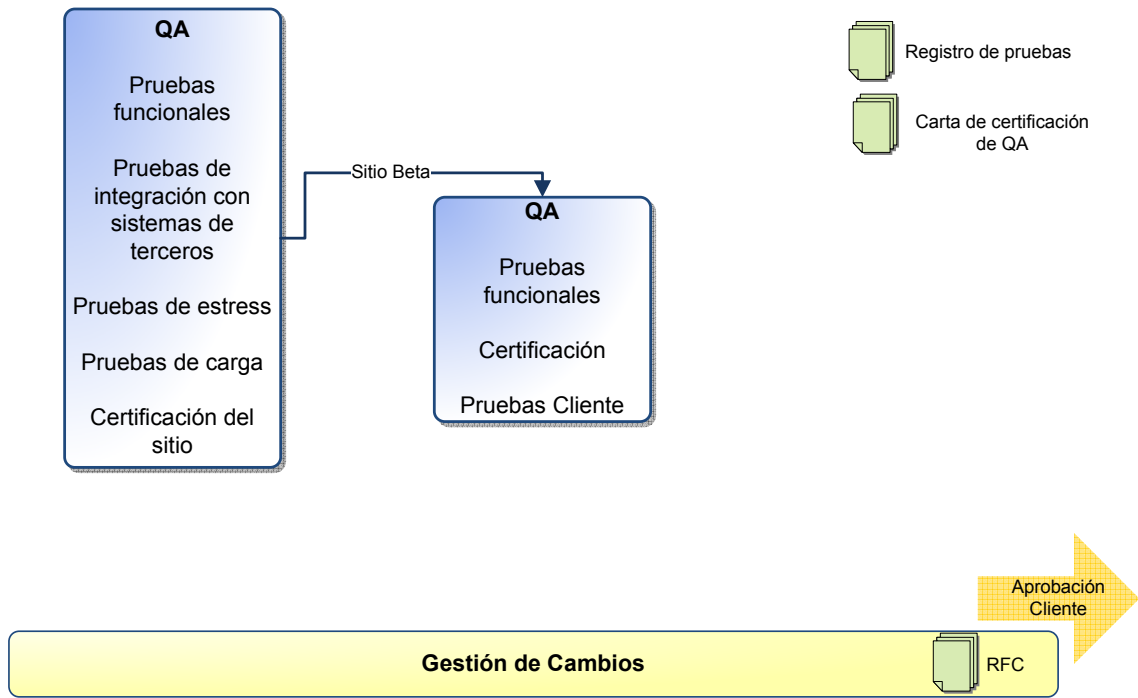 QA
Pruebas
funcionales
Pruebas de
integración con
sistemas de
terceros
Pruebas de estress
Pruebas de carga
Certificación del
sitio
Sitio Beta
QA
Pruebas
funcionales
Certificación
Pruebas Cliente
Registro de pruebas
Carta de certificación
de QA
Aprobación
Cliente
Gestión de Cambios
RFC